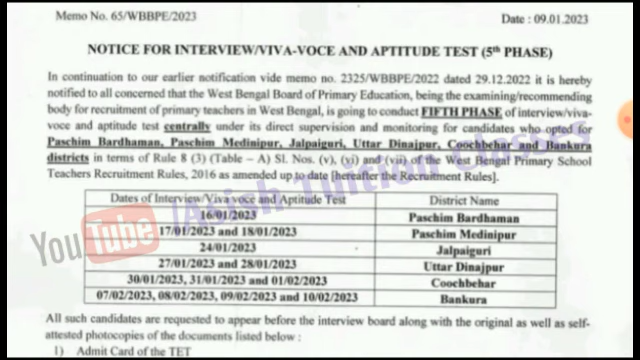 Memo No. 65/WBBPE/2023 Date : 09.01.2023
NOTICE FOR INTERVIEW/VIVA-VOCE AND APTITUDE TEST (5th PHASE)
In continuation to our earlier notification vide memo no. 2325/WBBPE/2022 dated 29.12.2022 it is hereby
notified to all concerned that the West Bengal Board of Primary Education, being the examining/recommending
body for recruitment of primary teachers in West Bengal, is going to conduct FIFTH PHASE of interview/viva-
voce and aptitude test centrally under its direct supervision and monitoring for candidates who opted for
Paschim Bardhaman, Paschim Medinipur, Jalpaiguri, Uttar Dinajpur, Coochbehar and Bankura
districts in terms of Rule 8 (3) (Table – A) Sl. Nos. (v), (vi) and (vii) of the West Bengal Primary School
Teachers Recruitment Rules, 2016 as amended up to date [hereafter the Recruitment Rules].
Dates of Interview/Viva voce and Aptitude Test District Name
16/01/2023 Paschim Bardhaman
17/01/2023 and 18/01/2023 Paschim Medinipur
24/01/2023 Jalpaiguri
27/01/2023 and 28/01/2023 Uttar Dinajpur
30/01/2023, 31/01/2023 and 01/02/2023 Coochbehar
07/02/2023, 08/02/2023, 09/02/2023 and 10/02/2023 Bankura
YouTube
All such candidates are requested to appear before the interview board along with the original as well as self-
attested photocopies of the documents listed below :
1) Admit Card of the TET